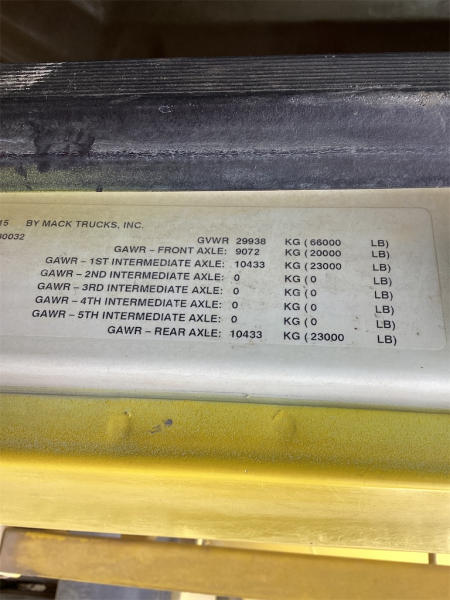 15 BY MACK TRUCKS, INC.
30032
GVWR 29938 KG ( 66000 LB)
GAWR – FRONT AXLE: 9072 KG ( 20000 LB)
GAWR – 1ST INTERMEDIATE AXLE: 10433 KG ( 23000 LB)
GAWR – 2ND INTERMEDIATE AXLE: 0 KG ( 0 LB)
GAWR – 3RD INTERMEDIATE AXLE: 0 KG ( 0 LB)
GAWR – 4TH INTERMEDIATE AXLE: 0 KG ( 0 LB)
GAWR – 5TH INTERMEDIATE AXLE: 0 KG ( 0 LB)
GAWR – REAR AXLE: 10433 KG ( 23000 LB)